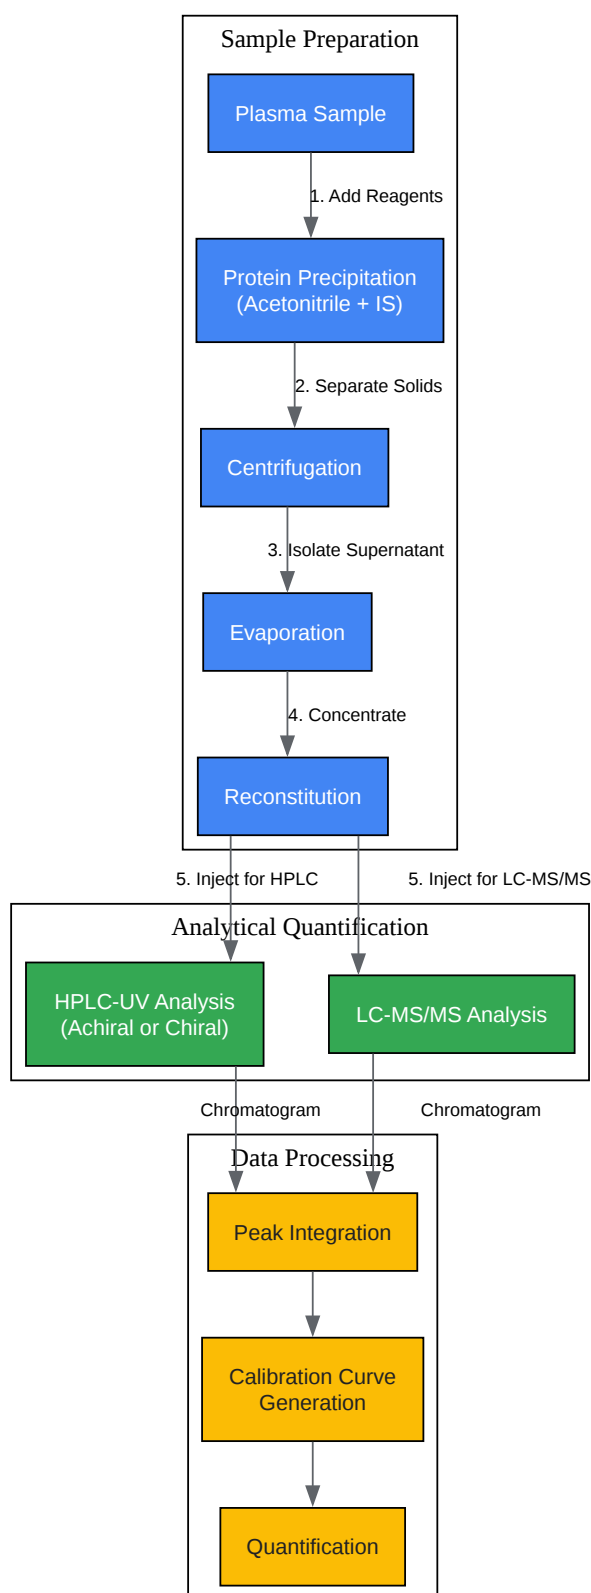 Sample Preparation
Plasma Sample
1. Add Reagents
Protein Precipitation
(Acetonitrile + IS)
2. Separate Solids
Centrifugation
3. Isolate Supernatant
Evaporation
4. Concentrate
Reconstitution
5. Inject for HPLC
5. Inject for LC-MS/MS
Analytical Quantification
HPLC-UV Analysis
(Achiral or Chiral)
LC-MS/MS Analysis
Chromatogram
Chromatogram
Data Processing
Peak Integration
Calibration Curve
Generation
Quantification